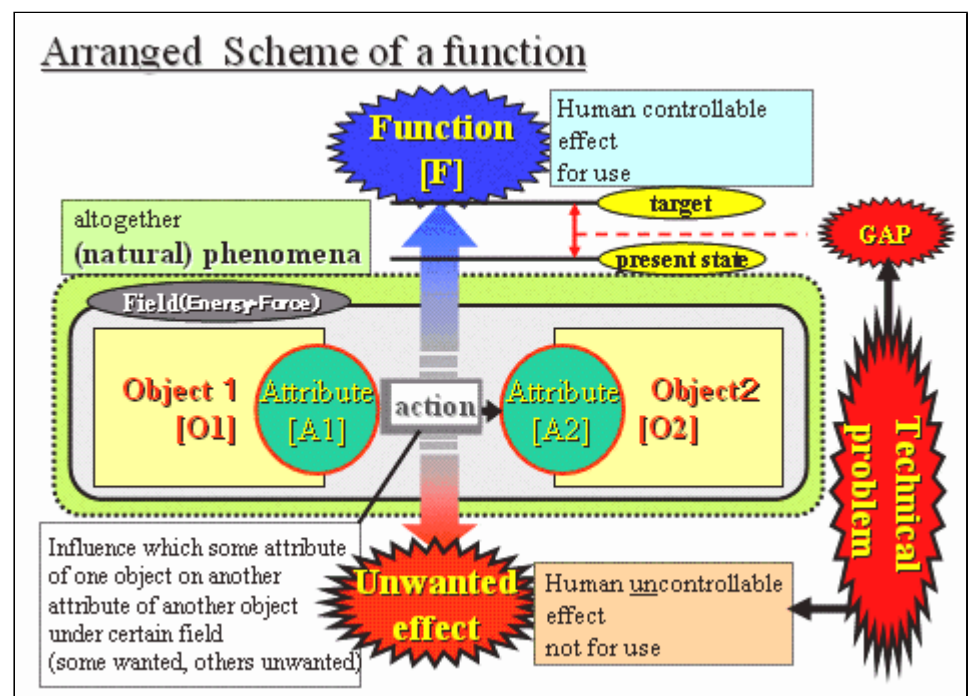 Arranged Scheme of a function
Function
[F]
Human controllable
effect
for use
altogether
(natural) phenomena
target
present state
GAP
Field(Energy-Force)
Object 1
[O1]
Attribute
[A1]
action
Attribute
[A2]
Object2
[O2]
Technical
problem
Influence which some attribute
of one object on another
attribute of another object
under certain field
(some wanted, others unwanted)
Unwanted
effect
Human uncontrollable
effect
not for use